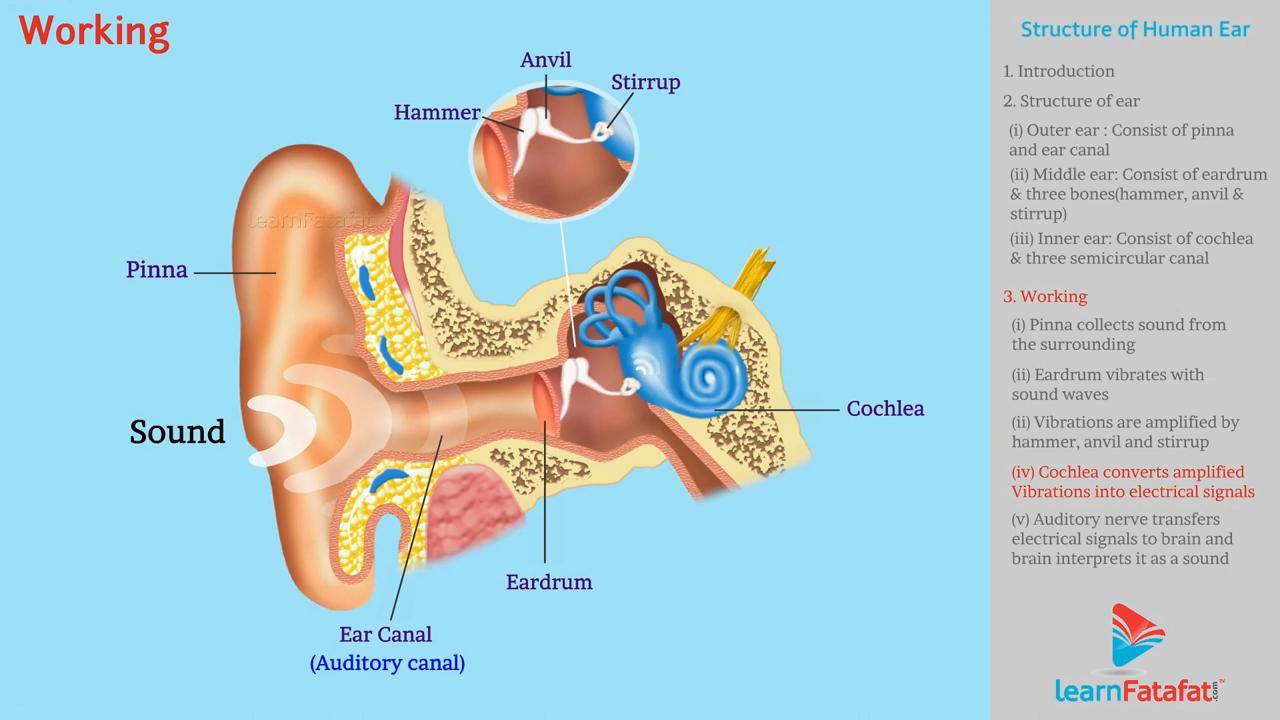 Working
Anvil
Stirrup
Hammer
learnFatafat
Pinna
Sound
Cochlea
Eardrum
Ear Canal
(Auditory canal)
Structure of Human Ear
1. Introduction
2. Structure of ear
(i) Outer ear : Consist of pinna
and ear canal
(ii) Middle ear: Consist of eardrum
& three bones(hammer, anvil &
stirrup)
(iii) Inner ear: Consist of cochlea
& three semicircular canal
3. Working
(i) Pinna collects sound from
the surrounding
(ii) Eardrum vibrates with
sound waves
(ii) Vibrations are amplified by
hammer, anvil and stirrup
(iv) Cochlea converts amplified
Vibrations into electrical signals
(v) Auditory nerve transfers
electrical signals to brain and
brain interprets it as a sound
learnFatafat.com™